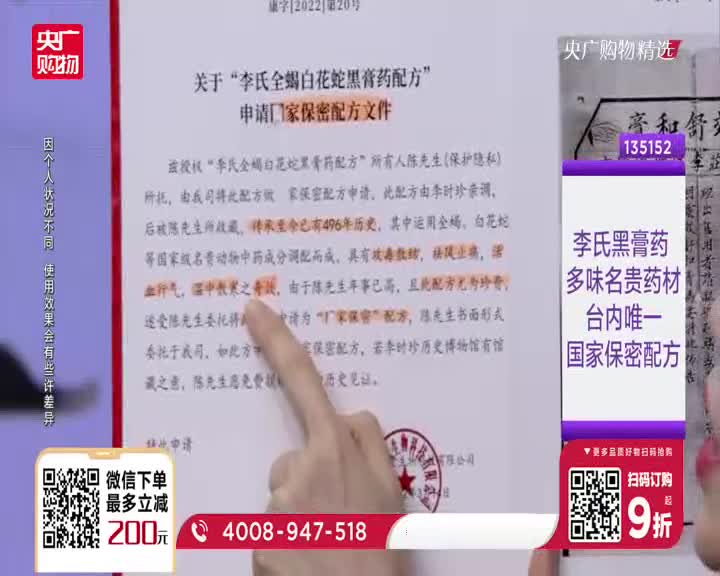 康字[2022]第20号
央广
购物
央广购物精选
关于“李氏全蝎白花蛇黑膏药配方”
申请 家保密配方文件
兹授权“李氏全蝎白花蛇黑膏药配方”所有人陈先生(保护隐私)
所托,由我司将此配方做 家保密配方申请,此配方由李时珍亲调,
后被陈先生所收藏,传承至今已有496年历史,其中运用全蝎、白花蛇
等国家级名贵动物中药成分调配而成,具有攻毒散结,祛风止痛,活
血行气,温中散寒之奇效,由于陈先生年事已高,且此配方尤为珍贵,
遂受陈先生委托将 申请为“ 家保密”配方,陈先生书面形式
委托于我司,如此方 家保密配方,若李时珍历史博物馆有馆
藏之意,陈先生愿免费 历史见证。
特此申请
有限公司
因个人状况不同 使用效果会有些许差异
膏和舒
135152
李氏黑膏药
多味名贵药材
台内唯一
国家保密配方
微信下单
最多立减
200元
4008-947-518
▼更多品质好物扫码抢购
扫码订购
9折起